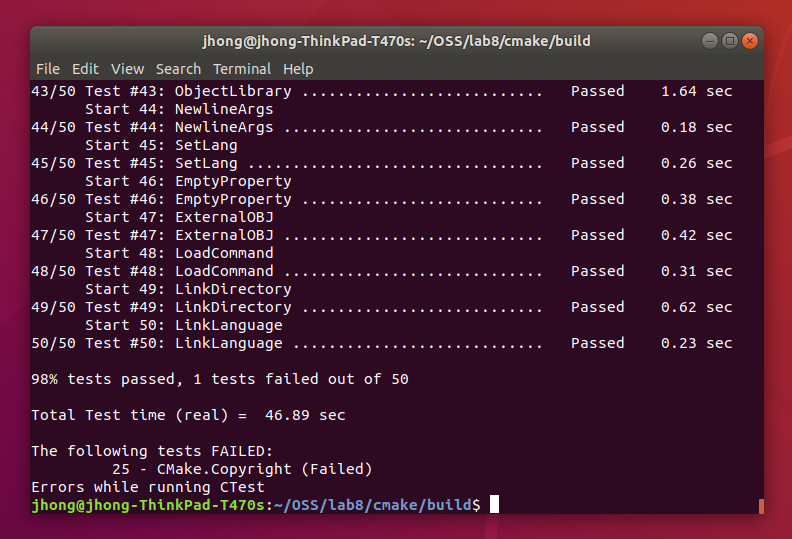 jhong@jhong-ThinkPad-T470s: ~/OSS/lab8/cmake/build
File Edit View Search Terminal Help
43/50 Test #43: ObjectLibrary ...........................   Passed    1.64 sec
      Start 44: NewlineArgs
44/50 Test #44: NewlineArgs .............................   Passed    0.18 sec
      Start 45: SetLang
45/50 Test #45: SetLang .................................   Passed    0.26 sec
      Start 46: EmptyProperty
46/50 Test #46: EmptyProperty ...........................   Passed    0.38 sec
      Start 47: ExternalOBJ
47/50 Test #47: ExternalOBJ .............................   Passed    0.42 sec
      Start 48: LoadCommand
48/50 Test #48: LoadCommand .............................   Passed    0.31 sec
      Start 49: LinkDirectory
49/50 Test #49: LinkDirectory ...........................   Passed    0.62 sec
      Start 50: LinkLanguage
50/50 Test #50: LinkLanguage ............................   Passed    0.23 sec
98% tests passed, 1 tests failed out of 50
Total Test time (real) =  46.89 sec
The following tests FAILED:
         25 - CMake.Copyright (Failed)
Errors while running CTest
jhong@jhong-ThinkPad-T470s:~/OSS/lab8/cmake/build$